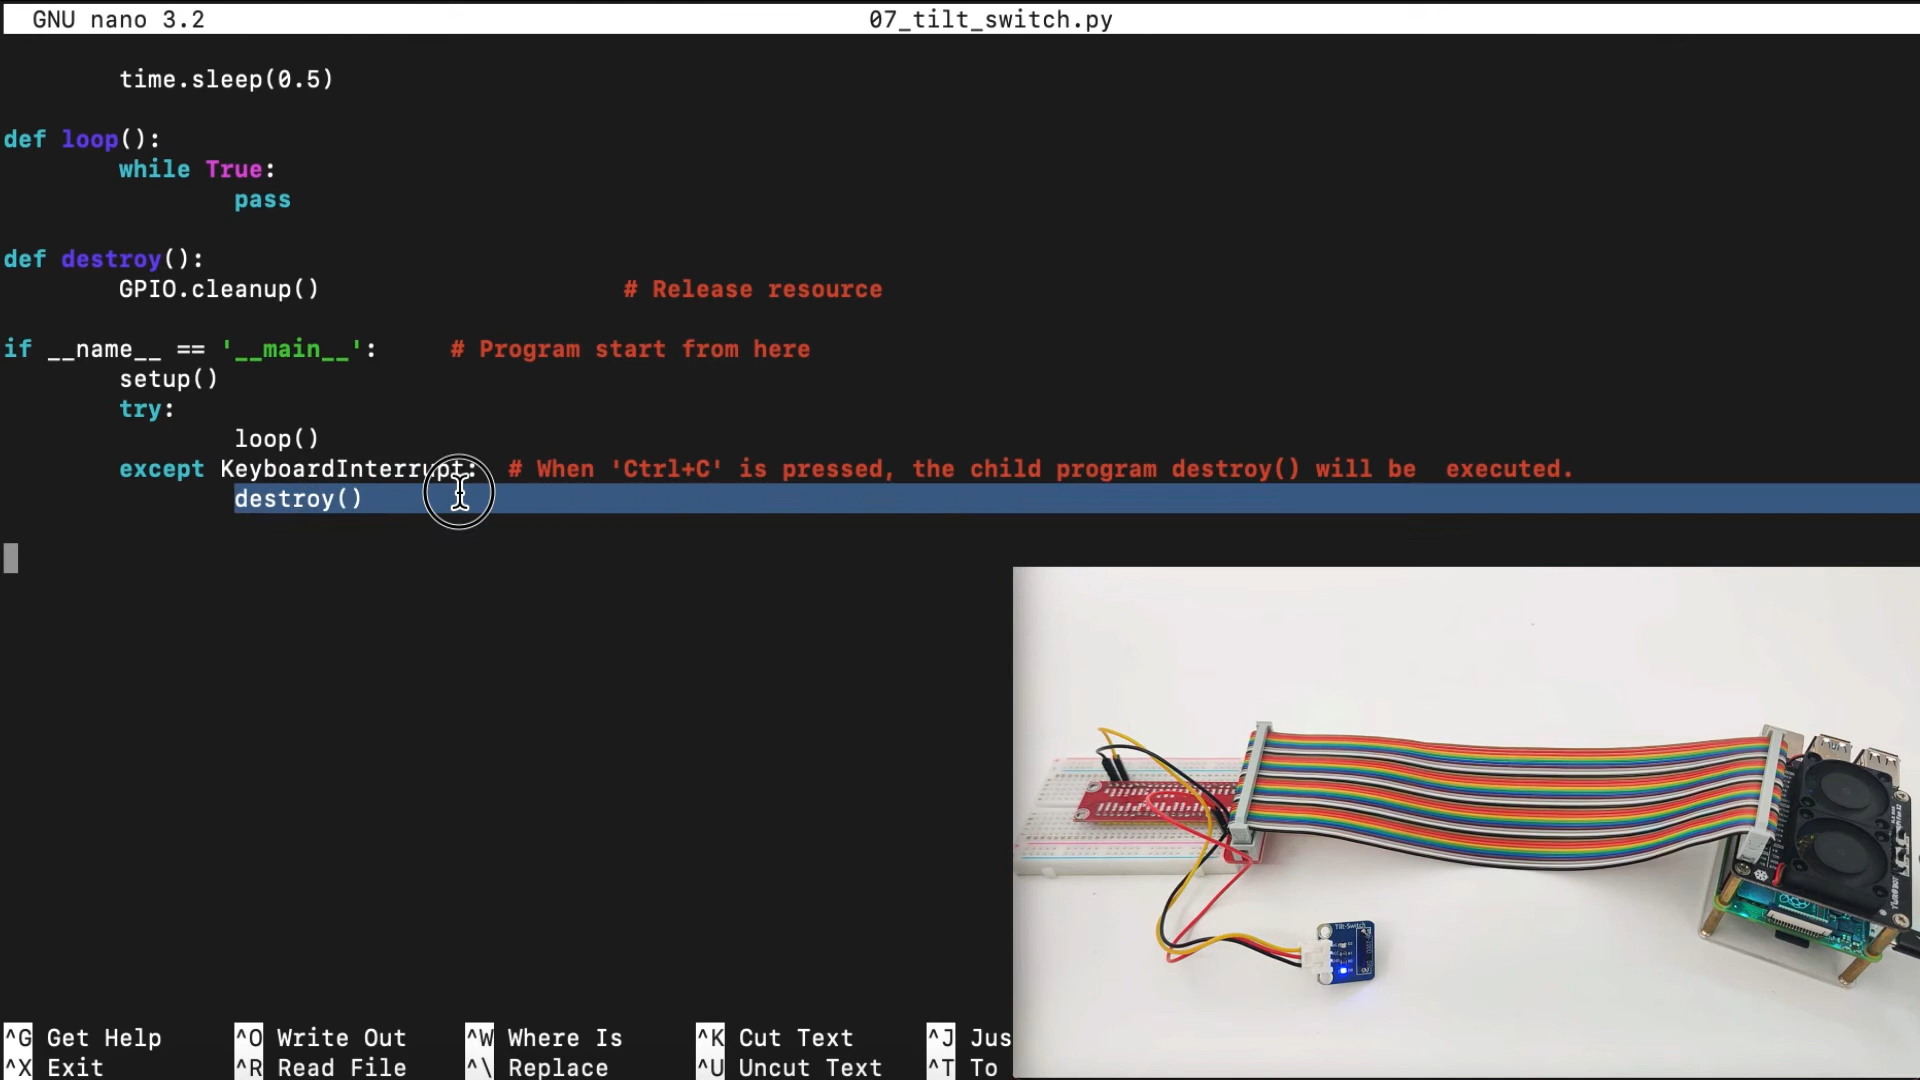 GNU nano 3.2 07_tilt_switch.py
time.sleep(0.5)
def loop():
while True:
pass
def destroy():
GPIO.cleanup() # Release resource
if __name__ == '__main__': # Program start from here
setup()
try:
loop()
except KeyboardInterrupt: # When 'Ctrl+C' is pressed, the child program destroy() will be  executed.
destroy()
Tilt-Switch
^G Get Help ^O Write Out ^W Where Is ^K Cut Text ^J Jus
^X Exit ^R Read File ^\ Replace ^U Uncut Text ^T To